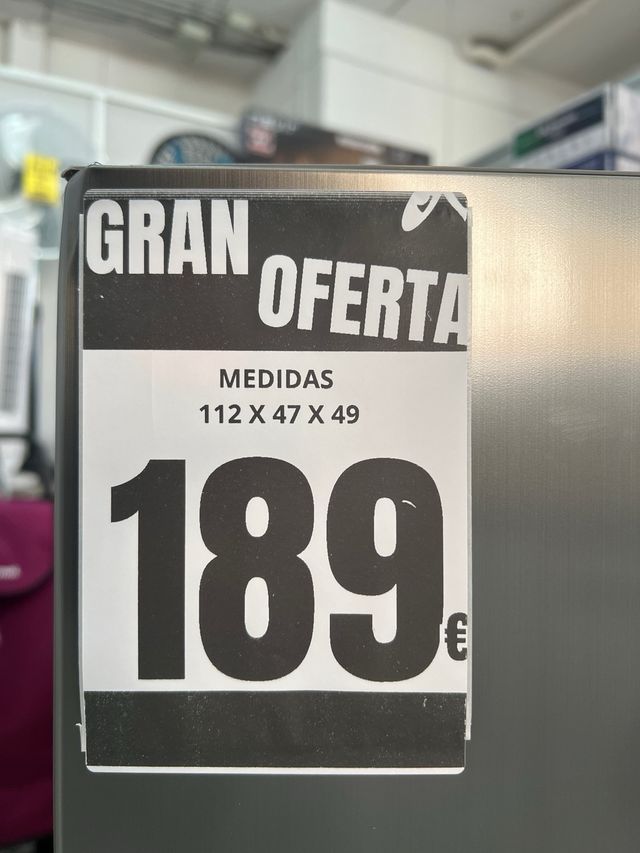 GRAN
OFERTA
MEDIDAS
112 X 47 X 49
189€